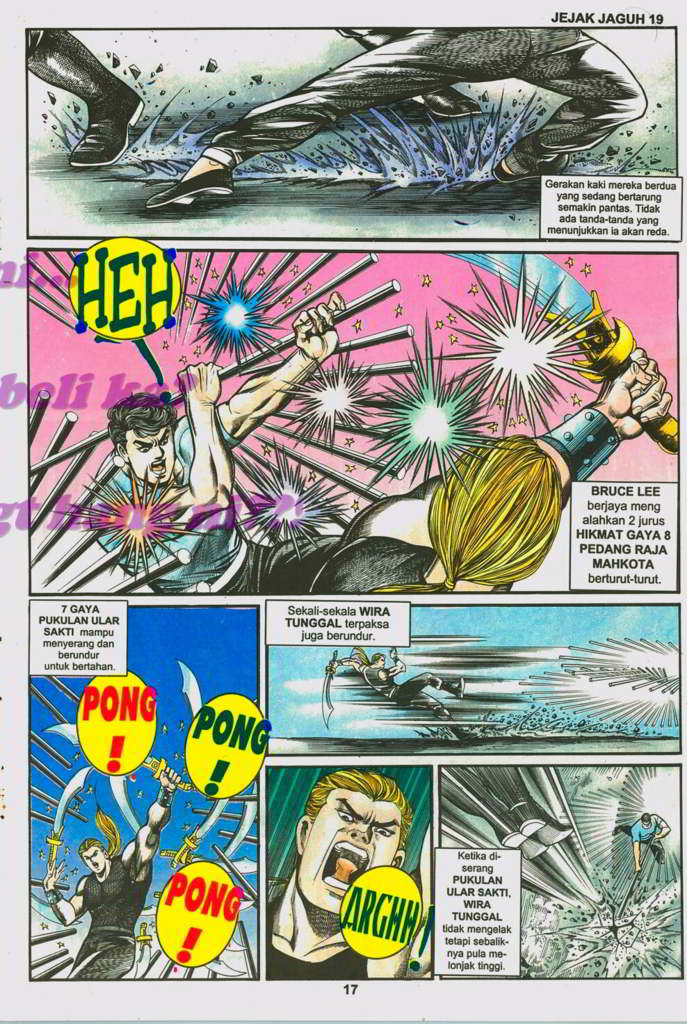 JEJAK JAGUH 19
Gerakan kaki mereka berdua
yang sedang bertarung
semakin pantas. Tidak
ada tanda-tanda yang
menunjukkan ia akan reda.
HEH
BRUCE LEE
berjaya meng
alahkan 2 jurus
HIKMAT GAYA 8
PEDANG RAJA
MAHKOTA
berturut-turut.
7 GAYA
PUKULAN ULAR
SAKTI mampu
menyerang dan
berundur
untuk bertahan.
PONG
!
PONG
!
PONG
!
Sekali-sekala WIRA
TUNGGAL terpaksa
juga berundur.
ARGHH!
Ketika di-
serang
PUKULAN
ULAR SAKTI,
WIRA
TUNGGAL
tidak mengelak
tetapi sebalik-
nya pula me-
lonjak tinggi.
17